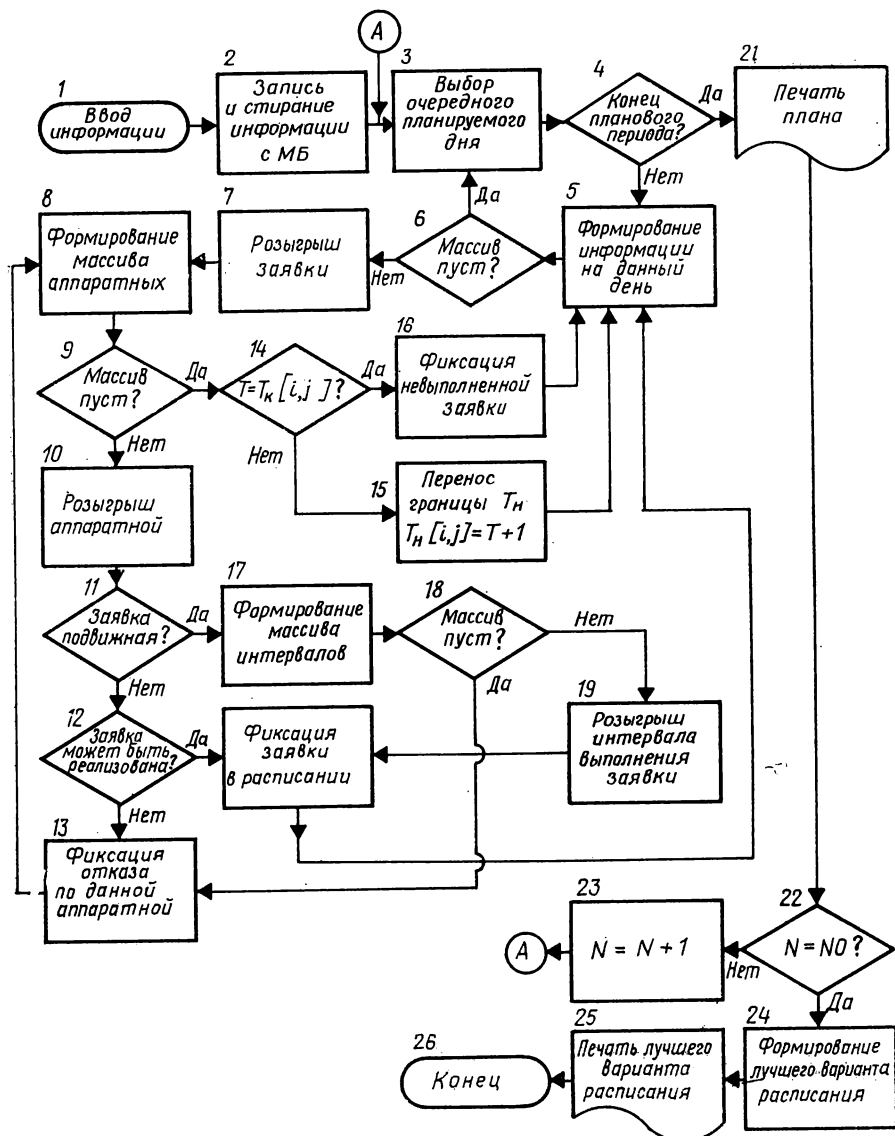 1
Ввод
информации
2
Запись
и стирание
информации
с МБ
А
3
Выбор
очередного
планируемого
дня
4
Конец
планового
периода?
Да
Нет
21
Печать
плана
8
Формирование
массива
аппаратных
7
Розыгрыш
заявки
6
Массив
пуст?
Да
Нет
5
Формирование
информации
на данный
день
9
Массив
пуст?
Да
Нет
14
T=Tк [i,j]?
Да
Нет
16
Фиксация
невыполненной
заявки
15
Перенос
границы Tн
Tн [i,j]=T+1
10
Розыгрыш
аппаратной
11
Заявка
подвижная?
Да
Нет
17
Формирование
массива
интервалов
18
Массив
пуст?
Нет
Да
12
Заявка
может быть
реализована?
Да
Нет
Фиксация
заявки
в расписании
19
Розыгрыш
интервала
выполнения
заявки
13
Фиксация
отказа
по данной
аппаратной
23
N = N+1
А
22
N = NO?
Нет
Да
26
Конец
25
Печать лучшего
варианта
расписания
24
Формирование
лучшего варианта
расписания